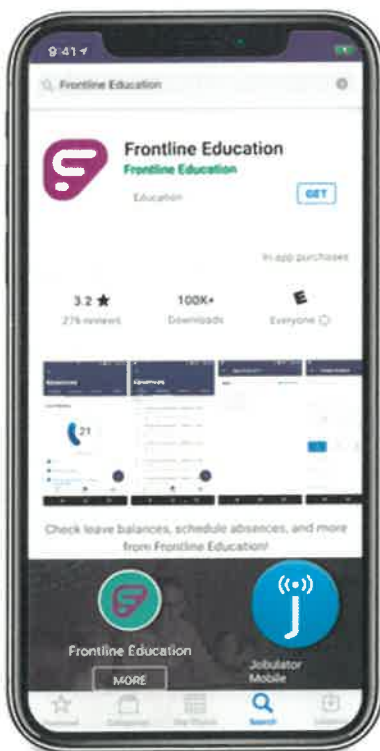 9:41
Frontline Education
Frontline Education
Frontline Education
Education
GET
In-app purchases
3.2 ★ 100K+ E
276 reviews Downloads Everyone
21
Check leave balances, schedule absences, and more
from Frontline Education!
Frontline Education
MORE
Jobulator
Mobile
Search